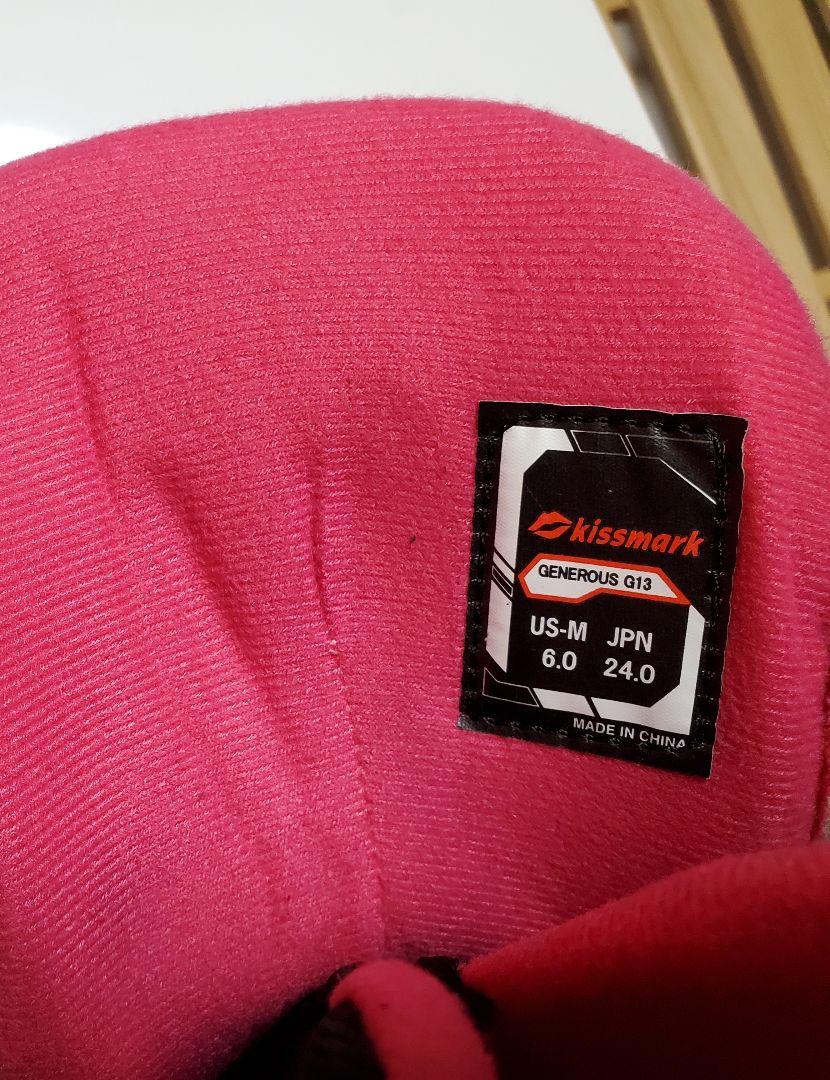 kissmark
GENEROUS G13
US-M JPN
6.0 24.0
MADE IN CHINA